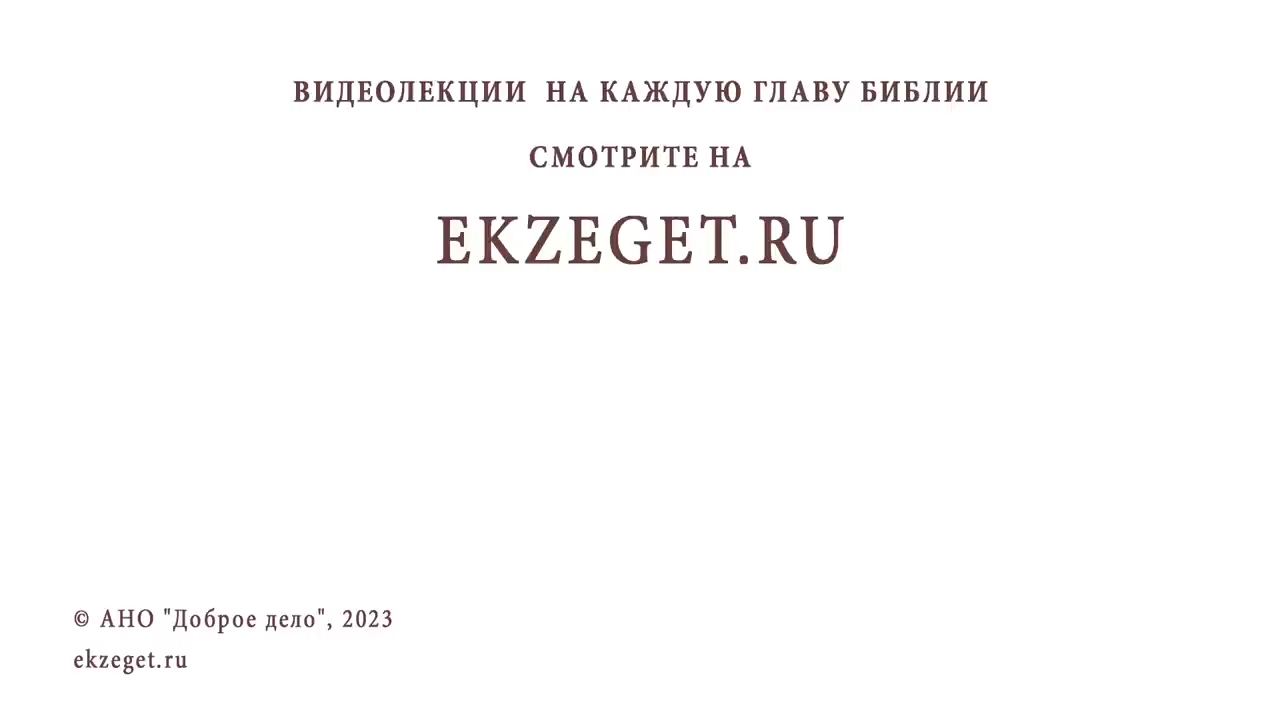 ВИДЕОЛЕКЦИИ НА КАЖДУЮ ГЛАВУ БИБЛИИ
СМОТРИТЕ НА
EKZEGET.RU
© АНО "Доброе дело", 2023
ekzeget.ru